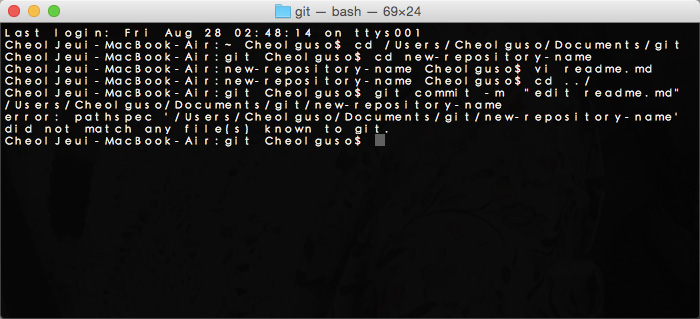 git — bash — 69×24
Last login: Fri Aug 28 02:48:14 on ttys001
CheolJeui-MacBook-Air:~ Cheolguso$ cd /Users/Cheolguso/Documents/git
CheolJeui-MacBook-Air:git Cheolguso$ cd new-repository-name
CheolJeui-MacBook-Air:new-repository-name Cheolguso$ vi readme.md
CheolJeui-MacBook-Air:new-repository-name Cheolguso$ cd ../
CheolJeui-MacBook-Air:git Cheolguso$ git commit -m "edit readme.md"
/Users/Cheolguso/Documents/git/new-repository-name
error: pathspec '/Users/Cheolguso/Documents/git/new-repository-name'
did not match any file(s) known to git.
CheolJeui-MacBook-Air:git Cheolguso$